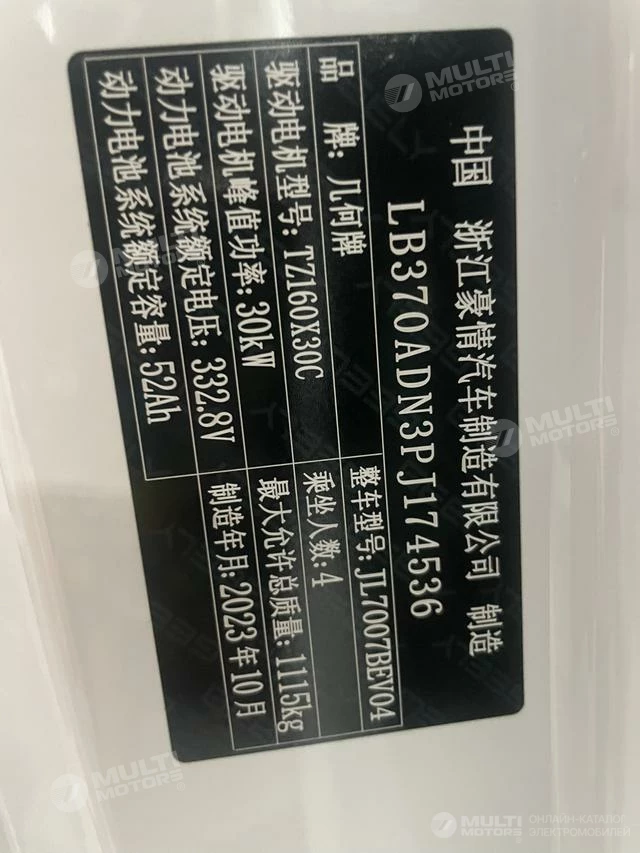 中国 浙江豪情汽车制造有限公司 制造
LB370ADN3PJ174536
品 牌: 几何牌 整车型号: JL7007BEV04
驱动电机型号: TZ160X30C 乘坐人数: 4
驱动电机峰值功率: 30kW 最大允许总质量: 1115kg
动力电池系统额定电压: 332.8V 制造年月: 2023年10月
动力电池系统额定容量: 52Ah
MULTI
MOTORS
MULTI
MOTORS
MULTI
MOTORS
MULTI
MOTORS
MULTI
MOTORS
ОНЛАЙН-КАТАЛОГ
ЭЛЕКТРОМОБИЛЕЙ